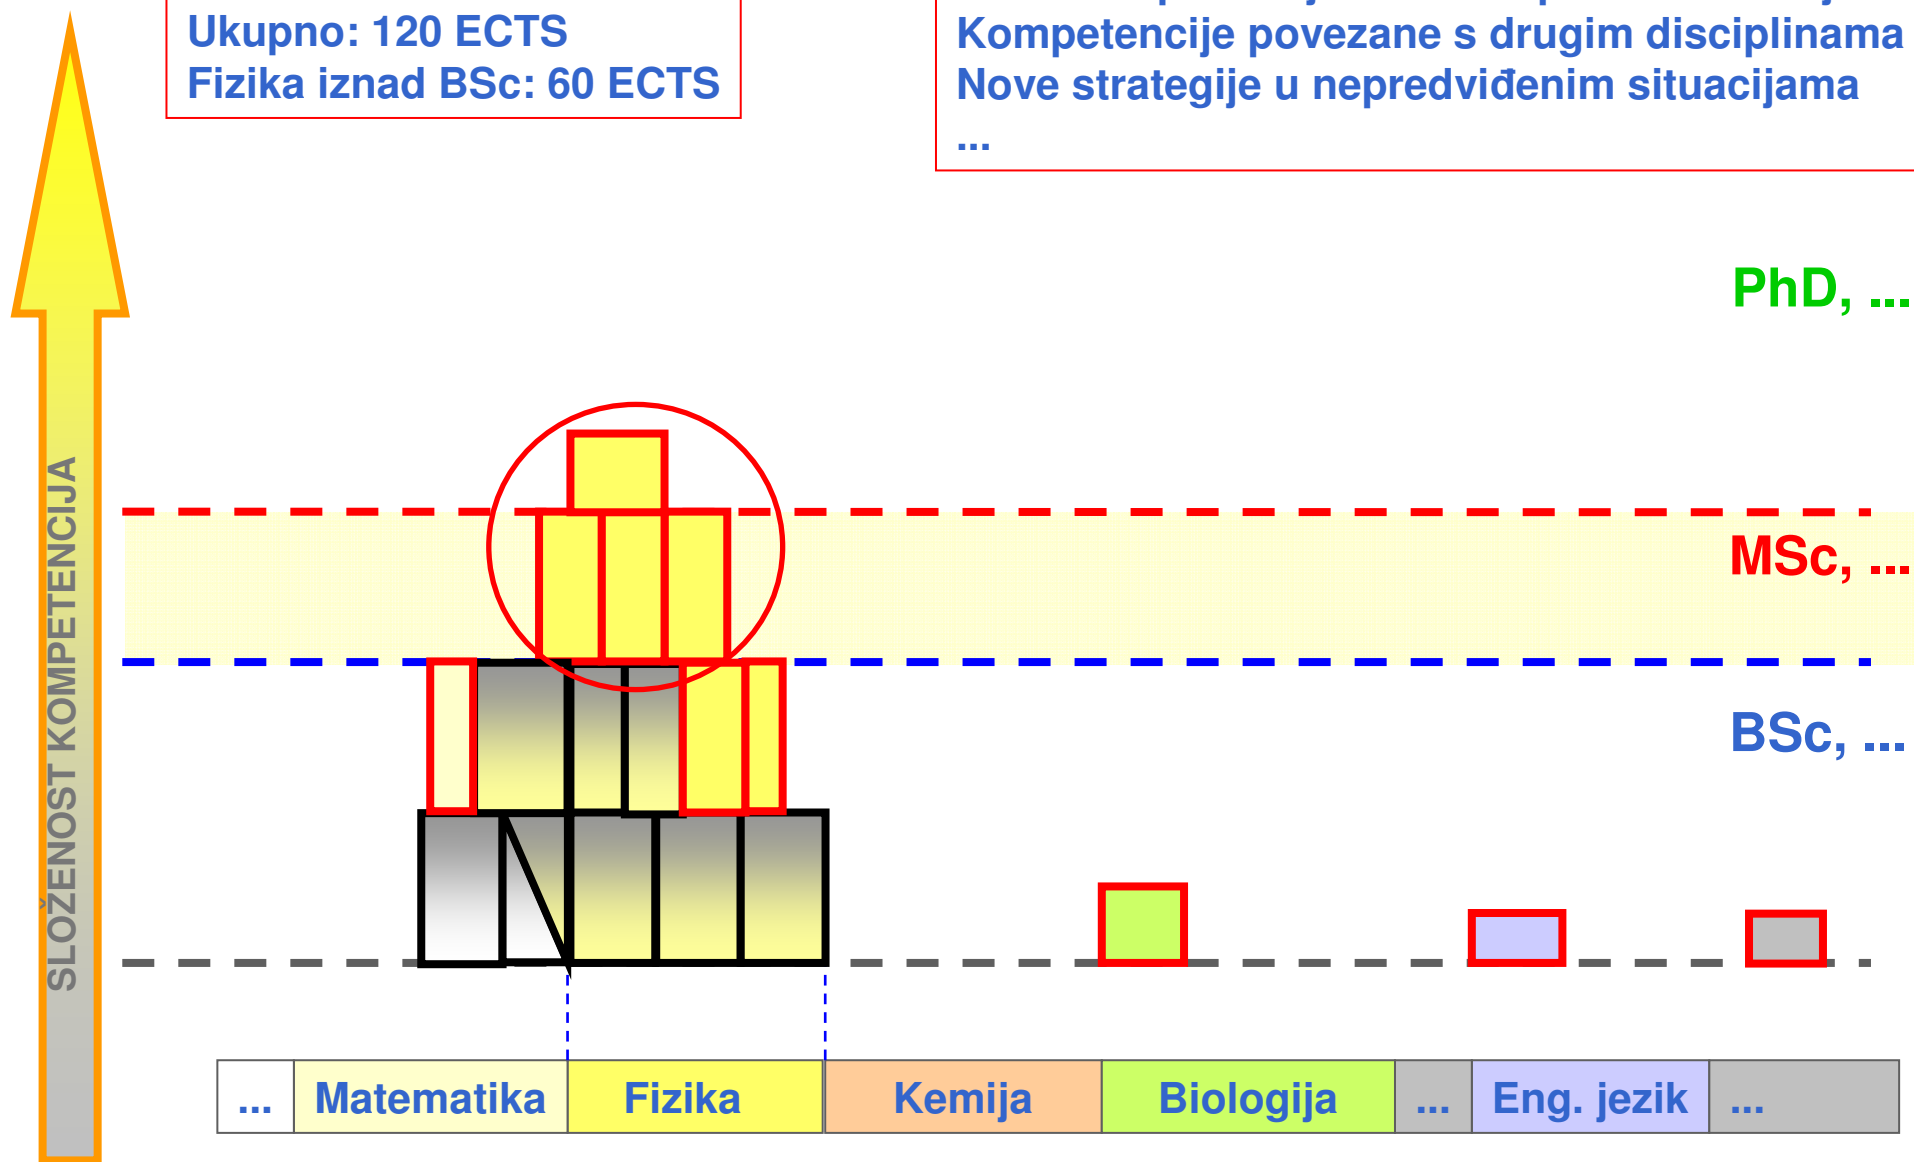 Ukupno: 120 ECTS
Fizika iznad BSc: 60 ECTS
Kompetencije povezane s drugim disciplinama
Nove strategije u nepredviđenim situacijama
...
PhD, ...
MSc, ...
BSc, ...
SLOŽENOST KOMPETENCIJA
... Matematika Fizika Kemija Biologija ... Eng. jezik ...